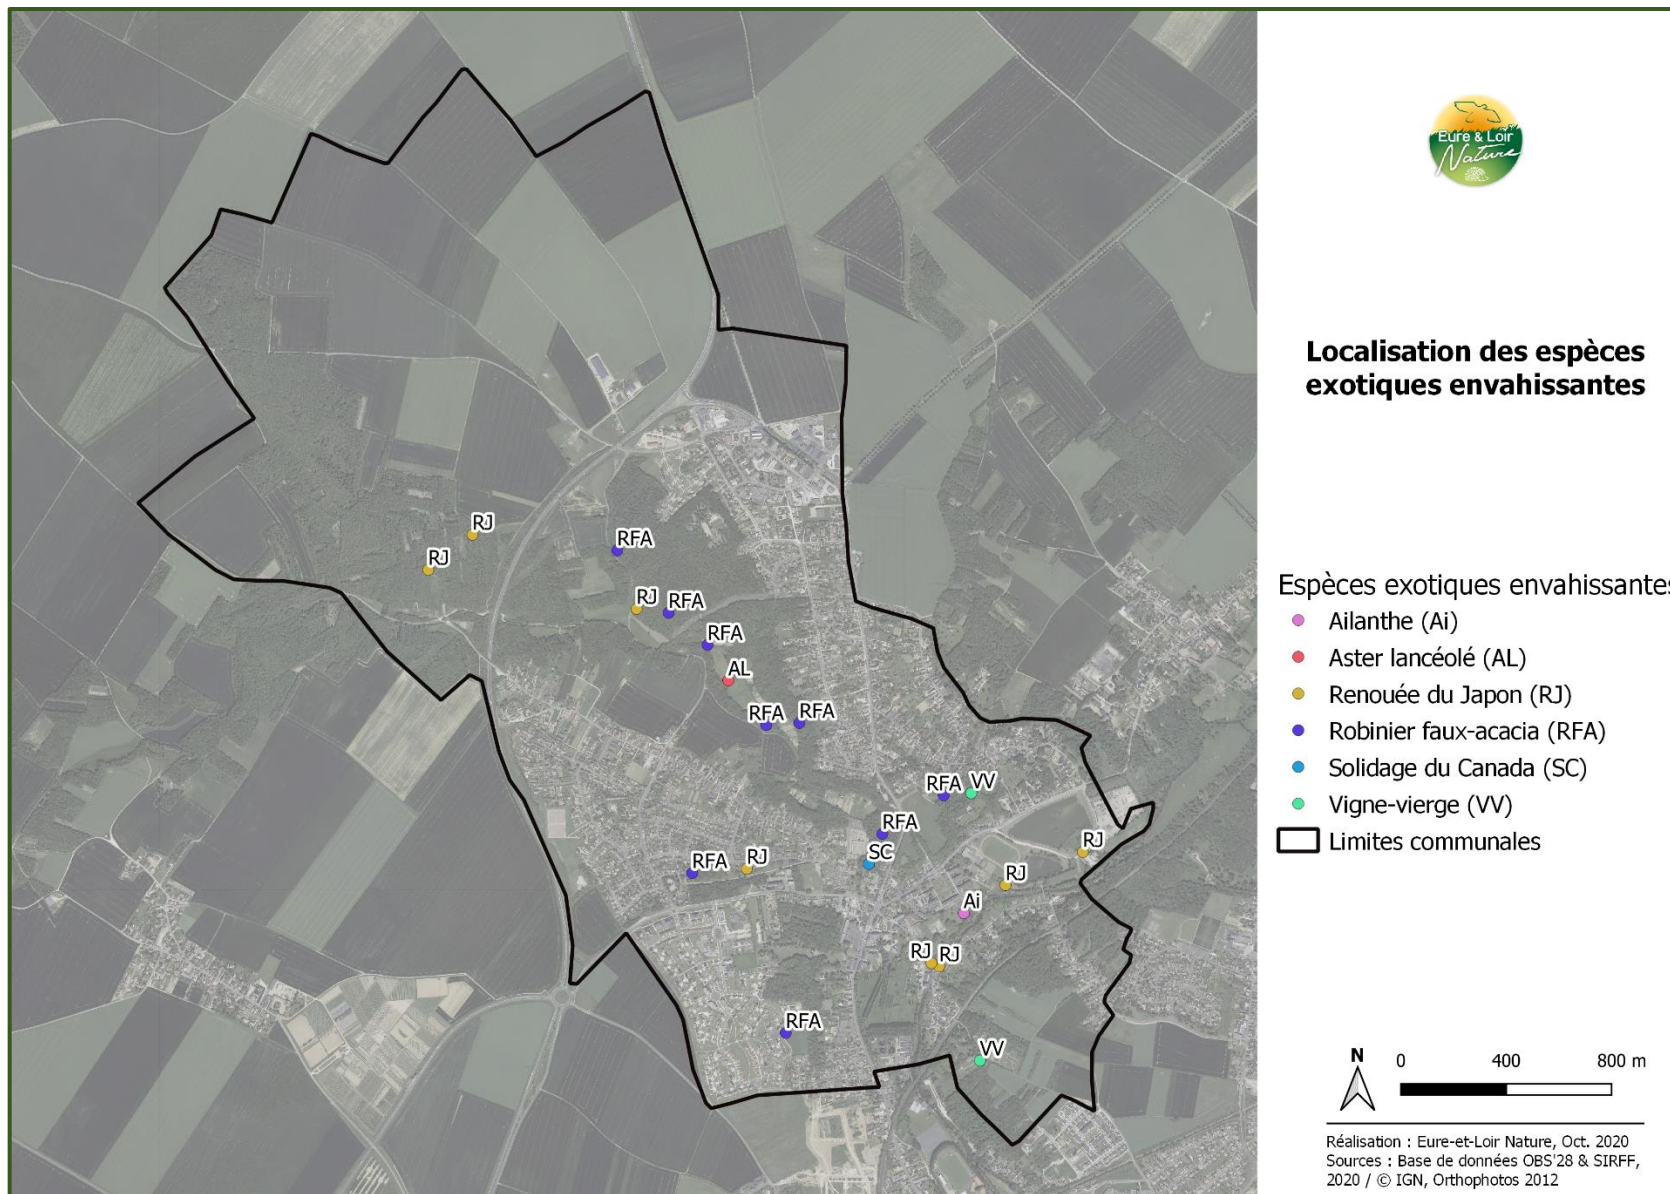 Eure & Loir
Nature
Localisation des espèces
exotiques envahissantes
RJ
RJ
RFA
RJ
RFA
RFA
AL
RFA
RFA
RFA
VV
RFA
SC
RFA
RJ
RJ
RJ
Ai
RJ
RJ
RFA
VV
Espèces exotiques envahissantes
Ailanthe (Ai)
Aster lancéolé (AL)
Renouée du Japon (RJ)
Robinier faux-acacia (RFA)
Solidage du Canada (SC)
Vigne-vierge (VV)
Limites communales
N
0 400 800 m
Réalisation : Eure-et-Loir Nature, Oct. 2020
Sources : Base de données OBS'28 & SIRFF,
2020 / © IGN, Orthophotos 2012